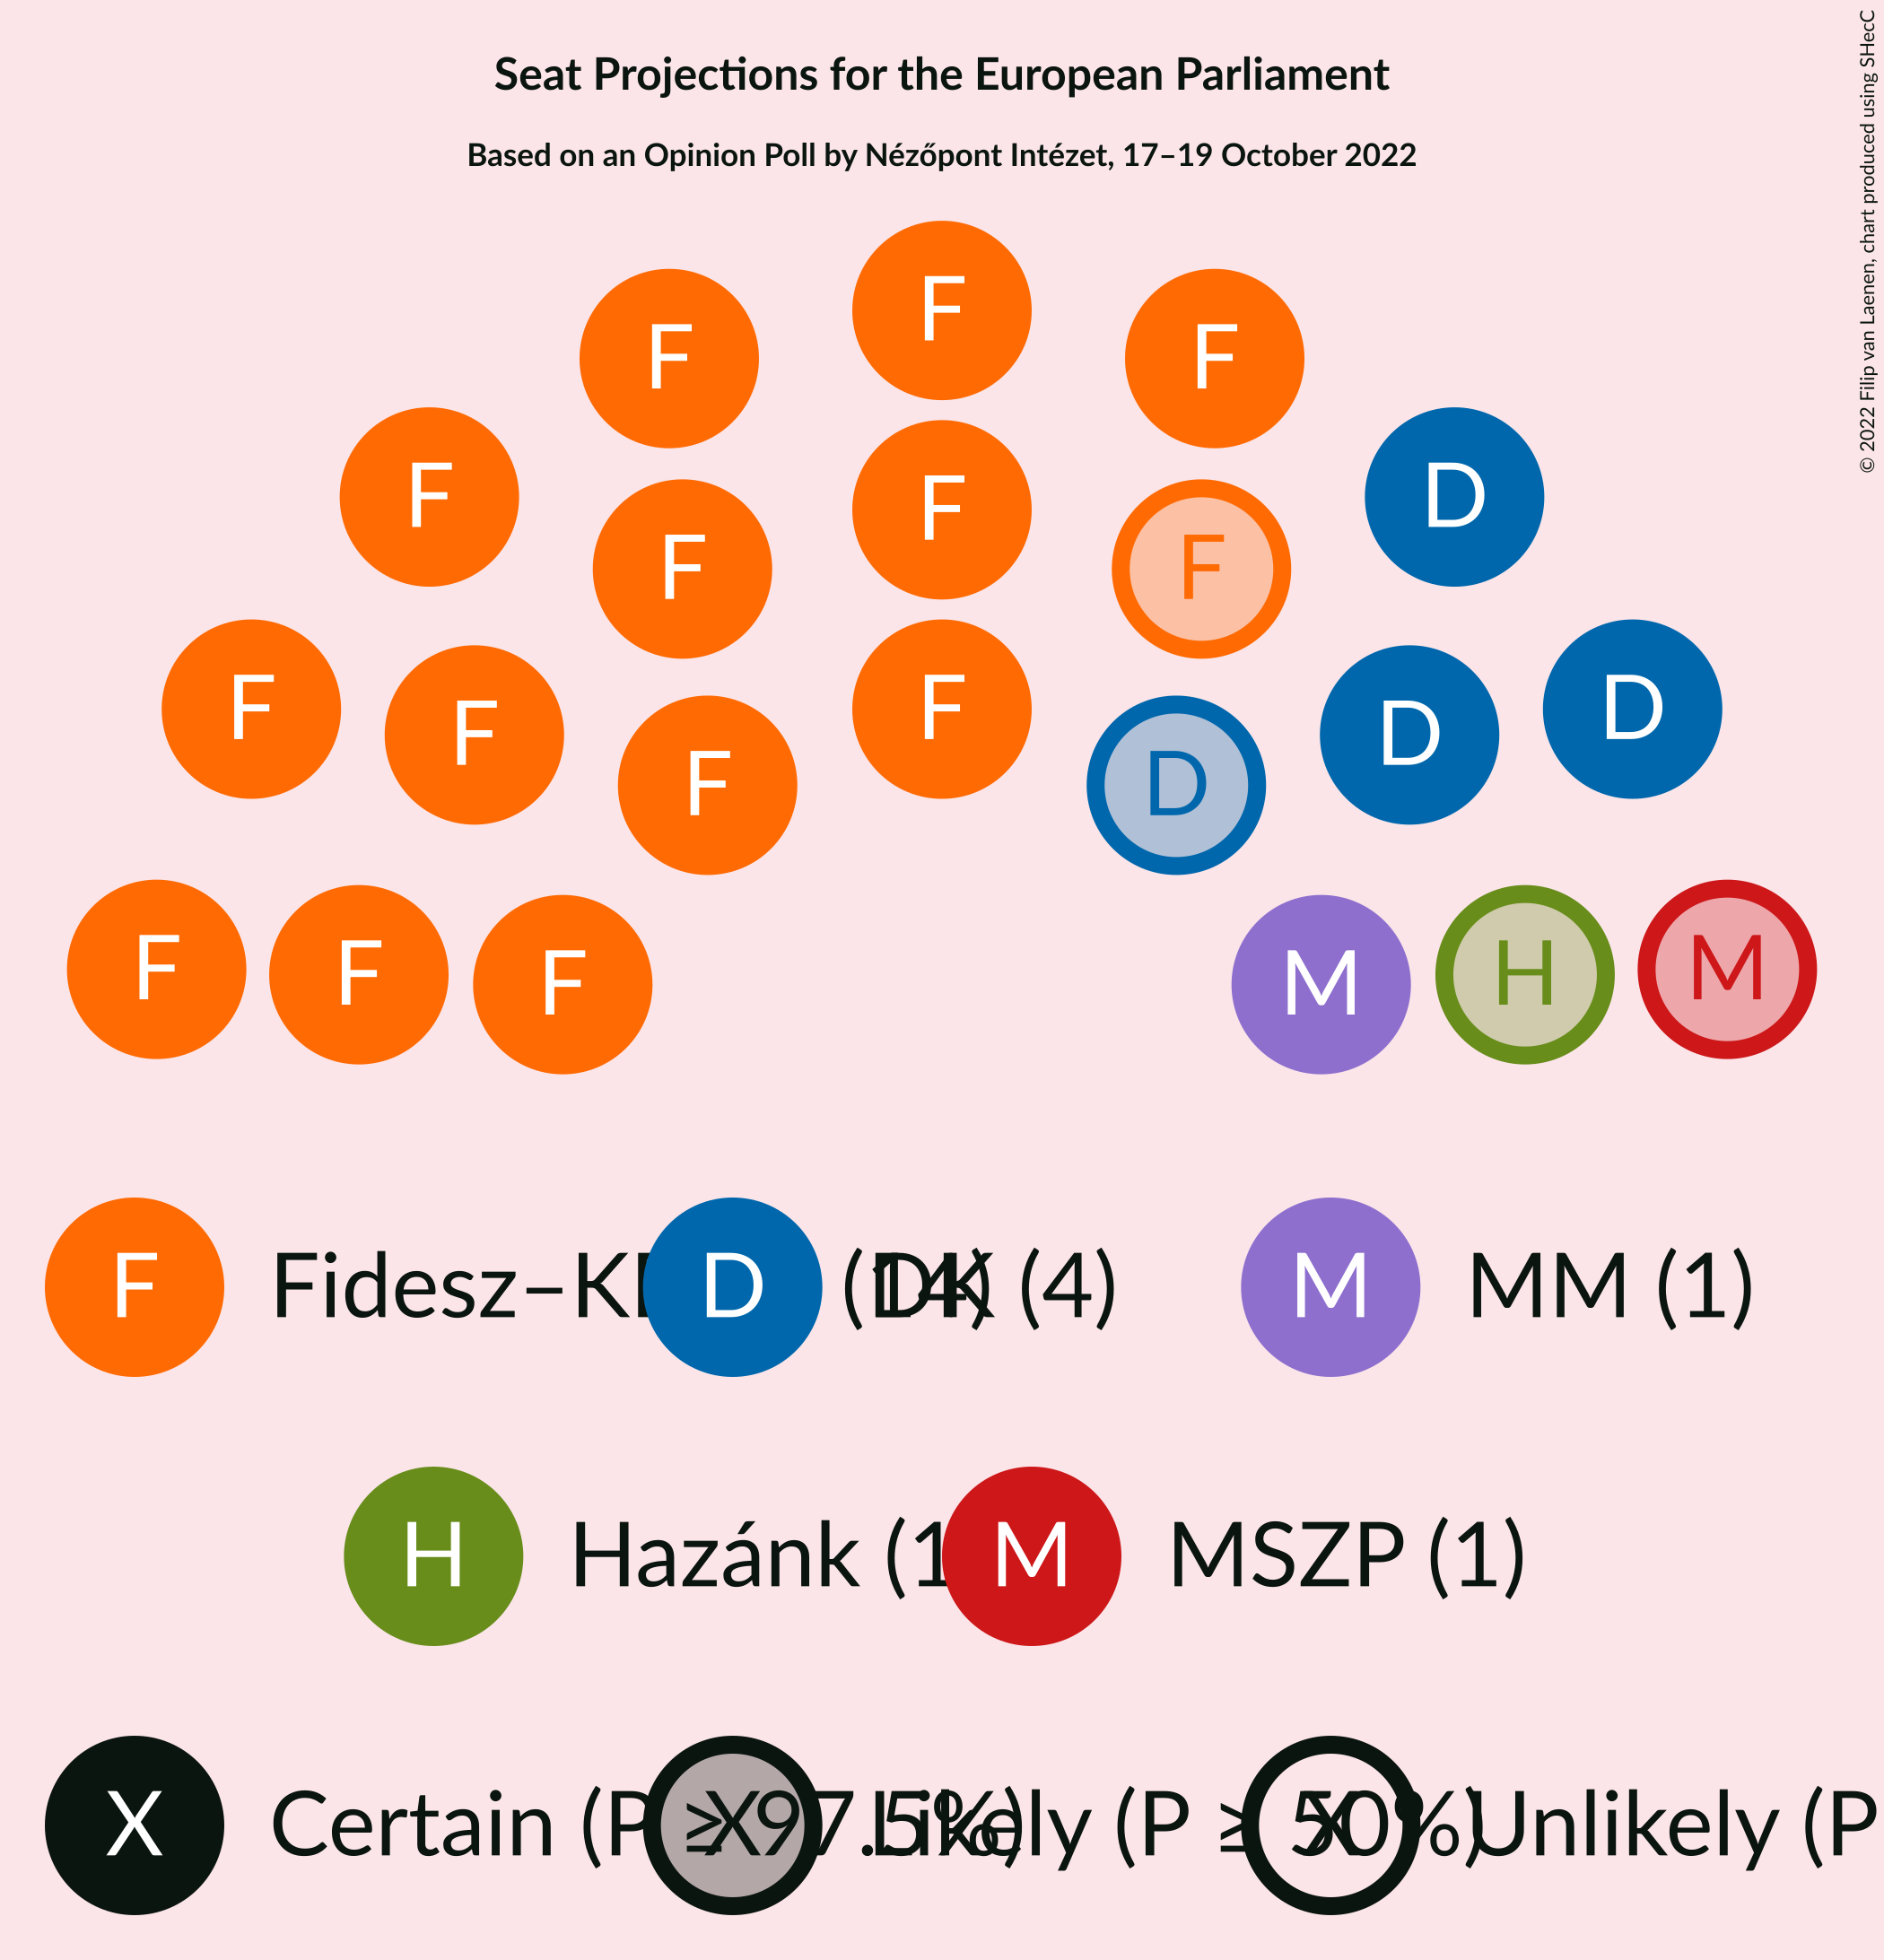 Seat Projections for the European Parliament
Based on an Opinion Poll by Nézőpont Intézet, 17–19 October 2022
© 2022 Filip van Laenen, chart produced using SHecC
F
F F
F D
F
F F
F D D
F D
F F
F F M H M
F F
F Fidesz–K (14) D DK (4) M MM (1)
H Hazánk (1 M MSZP (1)
X Certain (P ≥97.5%) X Likely (P ≥50%) X Unlikely (P